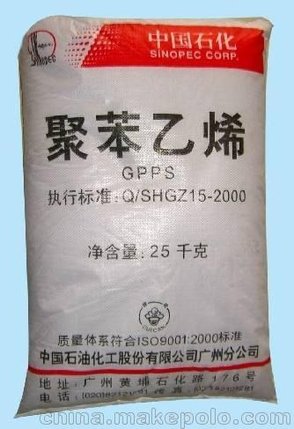 中国石化
SINOPEC CORP.
SINOPEC
聚苯乙烯
GPPS
执行标准:Q/SHGZ15-2000
净含量:25千克
质量体系符合ISO9001:2000标准
中国石油化工股份有限公司广州分公司
地址:广州黄埔石化路176号
china.makepolo.com